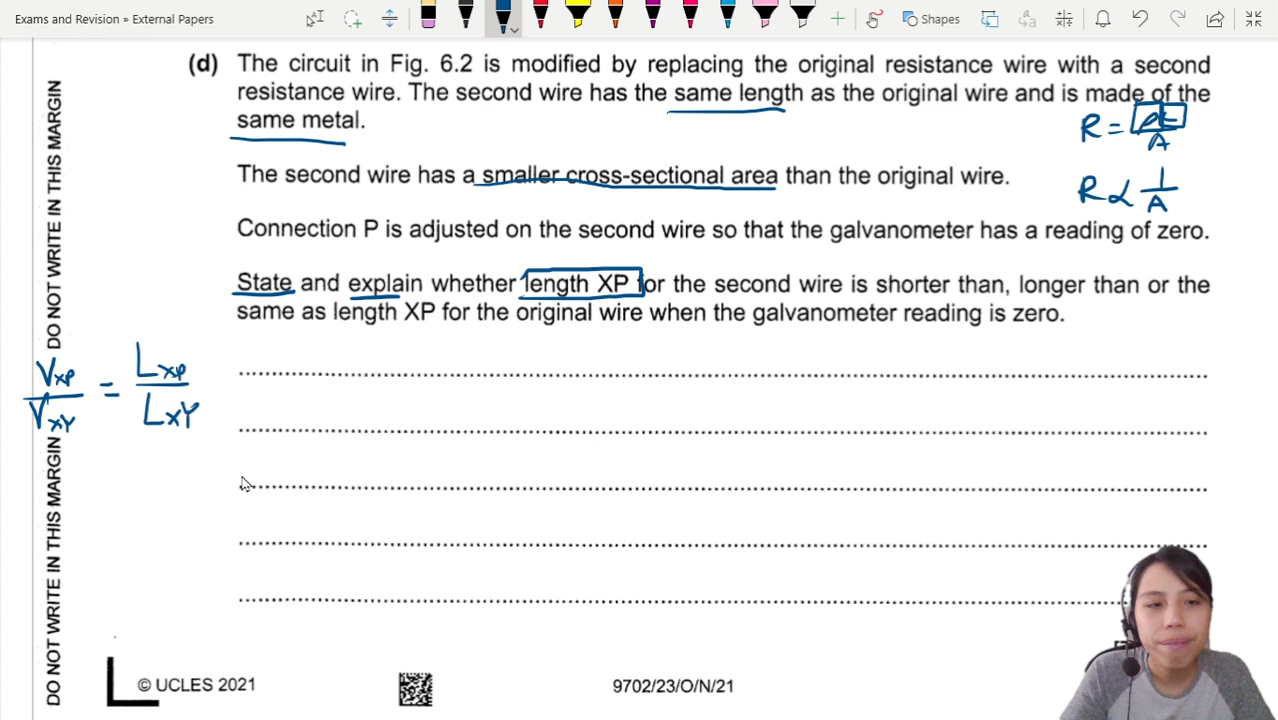 Exams and Revision » External Papers
Shapes
(d) The circuit in Fig. 6.2 is modified by replacing the original resistance wire with a second
resistance wire. The second wire has the same length as the original wire and is made of the
same metal.
R = ρL / A
The second wire has a smaller cross-sectional area than the original wire.
R ∝ 1 / A
Connection P is adjusted on the second wire so that the galvanometer has a reading of zero.
State and explain whether length XP for the second wire is shorter than, longer than or the
same as length XP for the original wire when the galvanometer reading is zero.
V_XP / V_XY = L_XP / L_XY
DO NOT WRITE IN THIS MARGIN
DO NOT WRITE IN THIS MARGIN
© UCLES 2021
9702/23/O/N/21